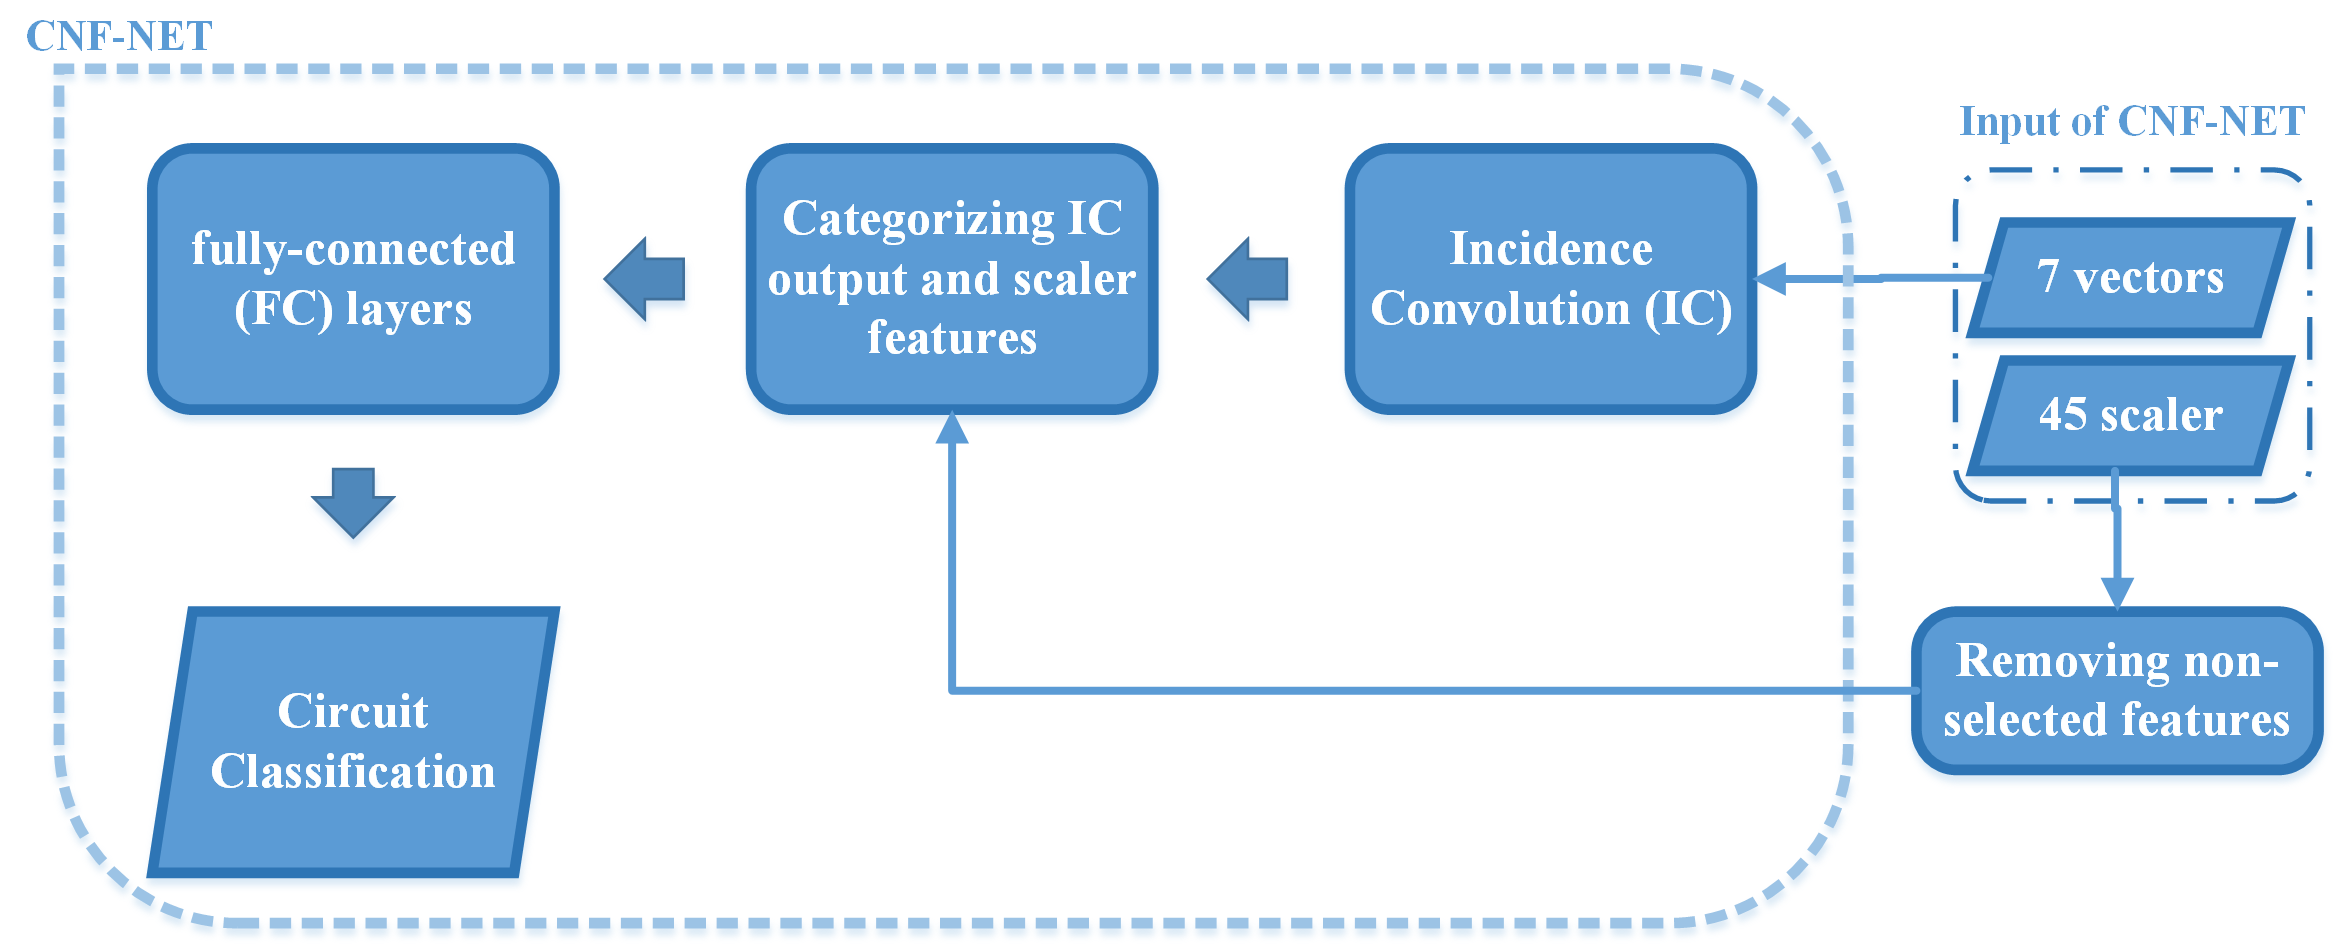 CNF-NET
Input of CNF-NET
fully-connected
(FC) layers
Categorizing IC
output and scaler
features
Incidence
Convolution (IC)
7 vectors
45 scaler
Removing non-
selected features
Circuit
Classification